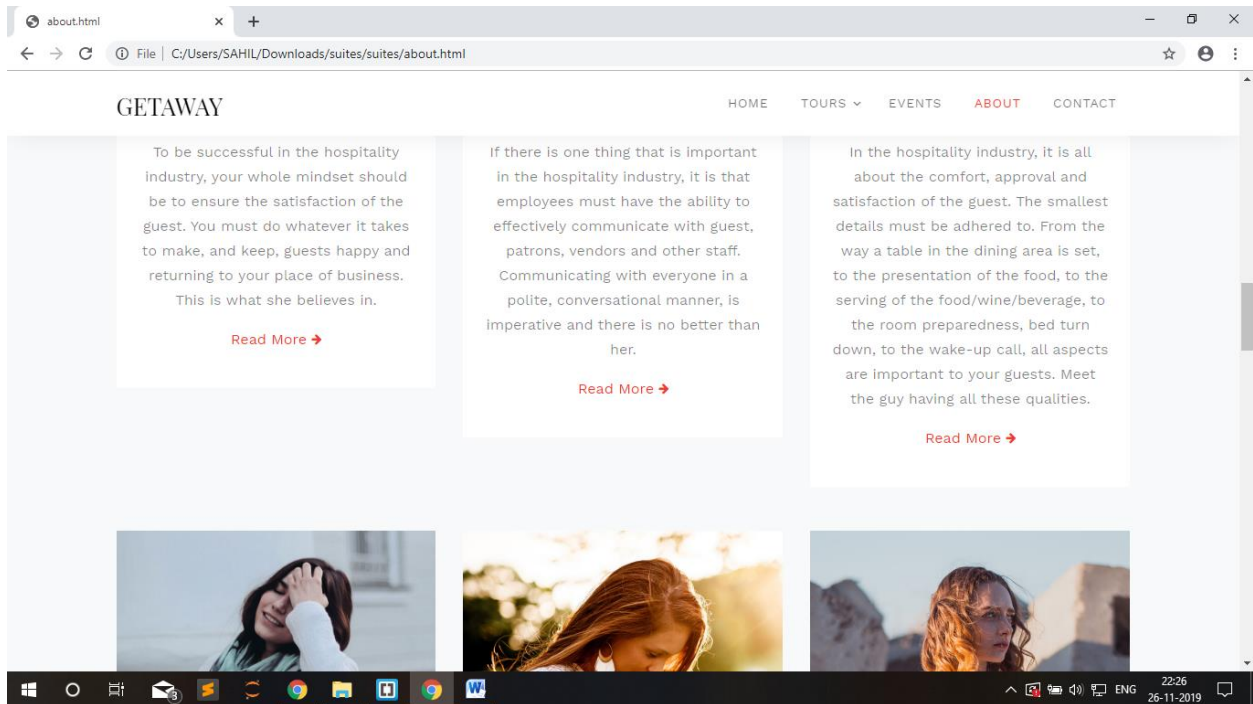 about.html
File | C:/Users/SAHIL/Downloads/suites/suites/about.html
GETAWAY
HOME TOURS EVENTS ABOUT CONTACT
To be successful in the hospitality
industry, your whole mindset should
be to ensure the satisfaction of the
guest. You must do whatever it takes
to make, and keep, guests happy and
returning to your place of business.
This is what she believes in.
Read More
If there is one thing that is important
in the hospitality industry, it is that
employees must have the ability to
effectively communicate with guest,
patrons, vendors and other staff.
Communicating with everyone in a
polite, conversational manner, is
imperative and there is no better than
her.
Read More
In the hospitality industry, it is all
about the comfort, approval and
satisfaction of the guest. The smallest
details must be adhered to. From the
way a table in the dining area is set,
to the presentation of the food, to the
serving of the food/wine/beverage, to
the room preparedness, bed turn
down, to the wake-up call, all aspects
are important to your guests. Meet
the guy having all these qualities.
Read More
3
ENG
22:26
26-11-2019